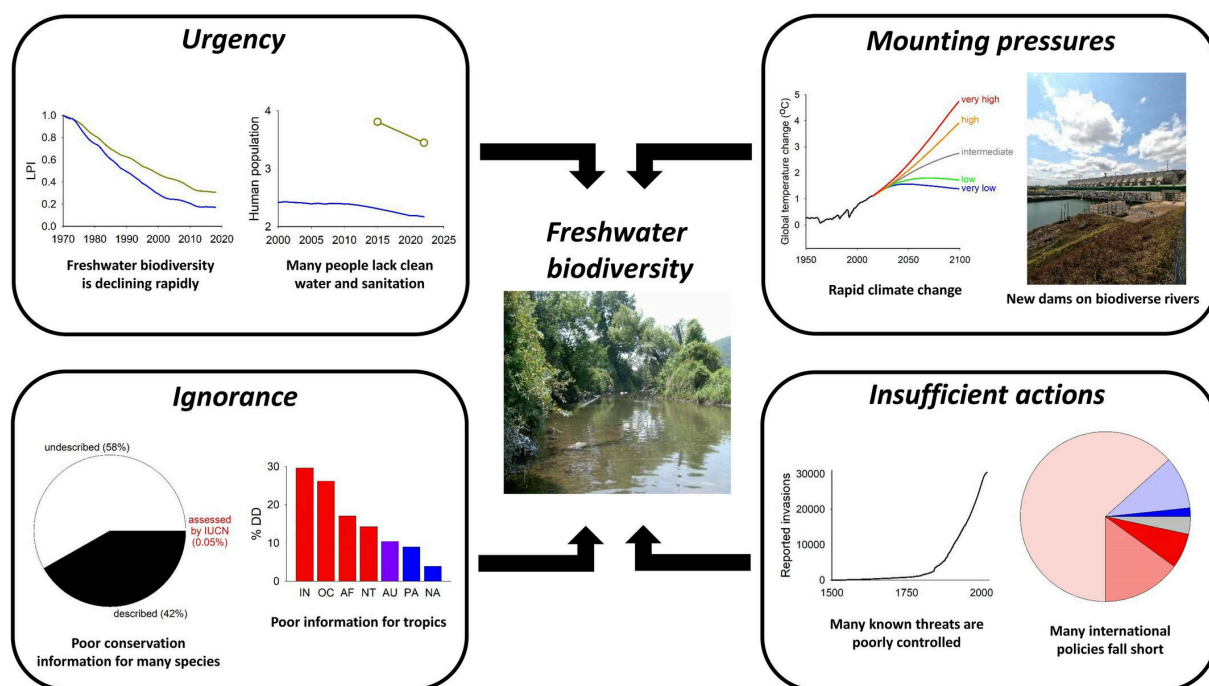 Urgency
LPI
1.0
0.8
0.6
0.4
0.2
0.0
1970 1980 1990 2000 2010 2020
Freshwater biodiversity
is declining rapidly
Human population
4
3
2
2000 2005 2010 2015 2020 2025
Many people lack clean
water and sanitation
Mounting pressures
Global temperature change (⁰C)
5
4
3
2
1
0
1950 2000 2050 2100
very high
high
intermediate
low
very low
Rapid climate change
New dams on biodiverse rivers
Freshwater
biodiversity
Ignorance
undescribed (58%)
assessed
by IUCN
(0.05%)
described (42%)
Poor conservation
information for many species
% DD
30
20
10
0
IN OC AF NT AU PA NA
Poor information for tropics
Insufficient actions
Reported invasions
30000
20000
10000
0
1500 1750 2000
Many known threats are
poorly controlled
Many international
policies fall short